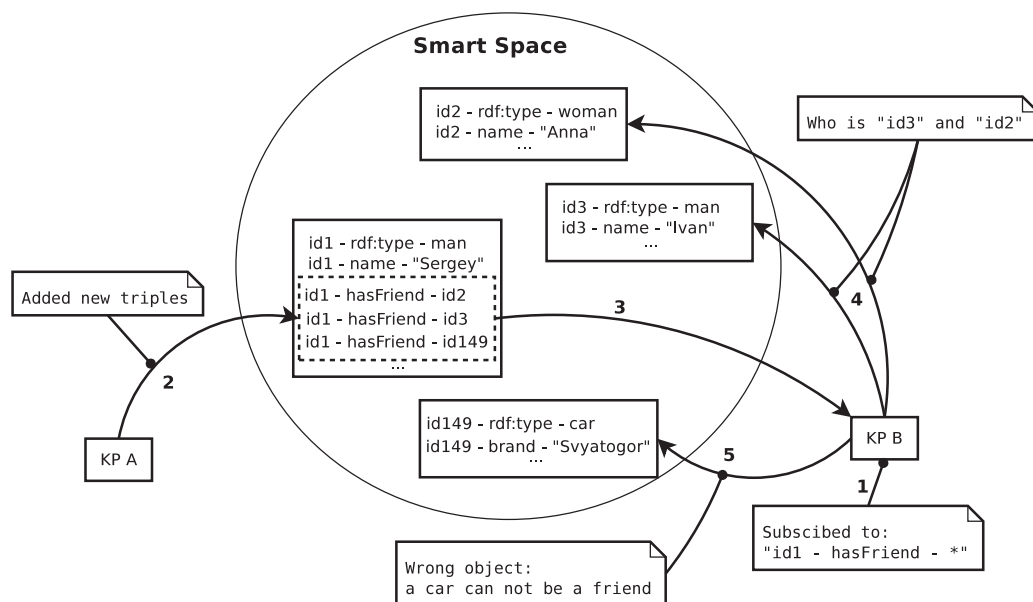 Smart Space
id2 - rdf:type - woman
id2 - name - "Anna"
...
Who is "id3" and "id2"
id3 - rdf:type - man
id3 - name - "Ivan"
...
id1 - rdf:type - man
id1 - name - "Sergey"
id1 - hasFriend - id2
id1 - hasFriend - id3
id1 - hasFriend - id149
...
Added new triples
2
3
4
KP A
id149 - rdf:type - car
id149 - brand - "Svyatogor"
...
KP B
5
1
Subscibed to:
"id1 - hasFriend - *"
Wrong object:
a car can not be a friend